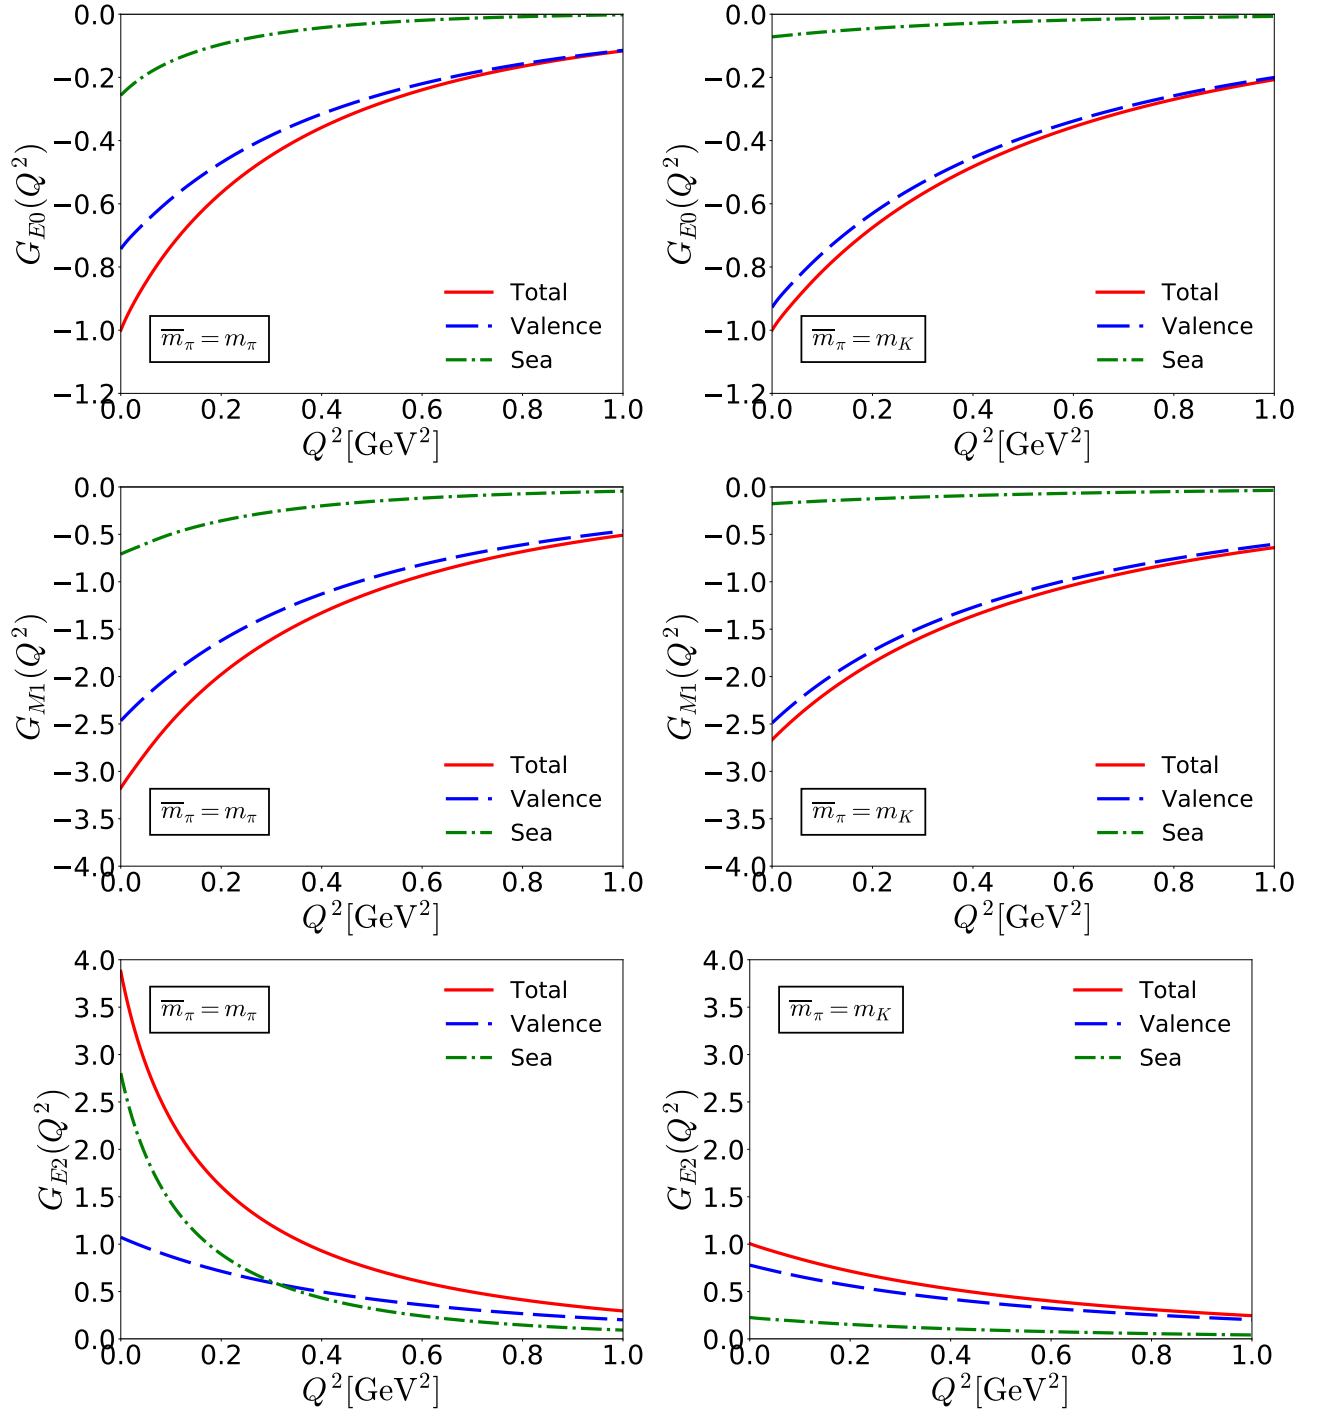 0.0
−0.2
−0.4
−0.6
−0.8
−1.0
−1.2
G_{E0}(Q^2)
Total
Valence
Sea
\overline{m}_π = m_π
0.0 0.2 0.4 0.6 0.8 1.0
Q^2[GeV^2]
0.0
−0.2
−0.4
−0.6
−0.8
−1.0
−1.2
G_{E0}(Q^2)
Total
Valence
Sea
\overline{m}_π = m_K
0.0 0.2 0.4 0.6 0.8 1.0
Q^2[GeV^2]
0.0
−0.5
−1.0
−1.5
−2.0
−2.5
−3.0
−3.5
−4.0
G_{M1}(Q^2)
Total
Valence
Sea
\overline{m}_π = m_π
0.0 0.2 0.4 0.6 0.8 1.0
Q^2[GeV^2]
0.0
−0.5
−1.0
−1.5
−2.0
−2.5
−3.0
−3.5
−4.0
G_{M1}(Q^2)
Total
Valence
Sea
\overline{m}_π = m_K
0.0 0.2 0.4 0.6 0.8 1.0
Q^2[GeV^2]
4.0
3.5
3.0
2.5
2.0
1.5
1.0
0.5
0.0
G_{E2}(Q^2)
\overline{m}_π = m_π
Total
Valence
Sea
0.0 0.2 0.4 0.6 0.8 1.0
Q^2[GeV^2]
4.0
3.5
3.0
2.5
2.0
1.5
1.0
0.5
0.0
G_{E2}(Q^2)
\overline{m}_π = m_K
Total
Valence
Sea
0.0 0.2 0.4 0.6 0.8 1.0
Q^2[GeV^2]